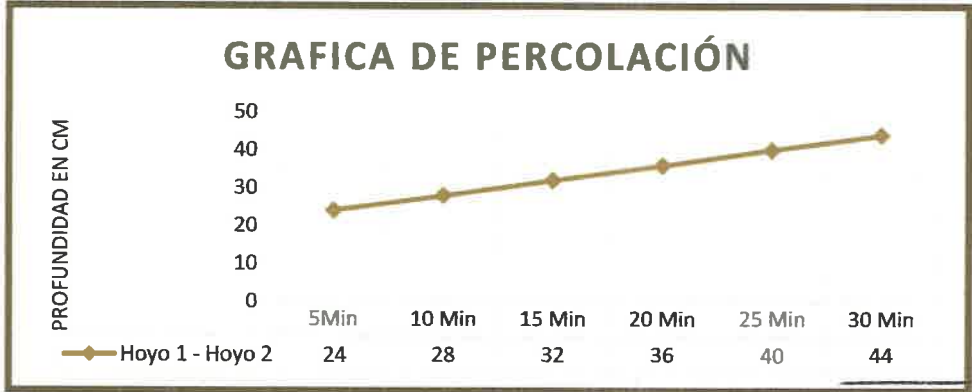 GRAFICA DE PERCOLACIÓN
PROFUNDIDAD EN CM
50
40
30
20
10
0
5Min 10 Min 15 Min 20 Min 25 Min 30 Min
Hoyo 1 - Hoyo 2 24 28 32 36 40 44